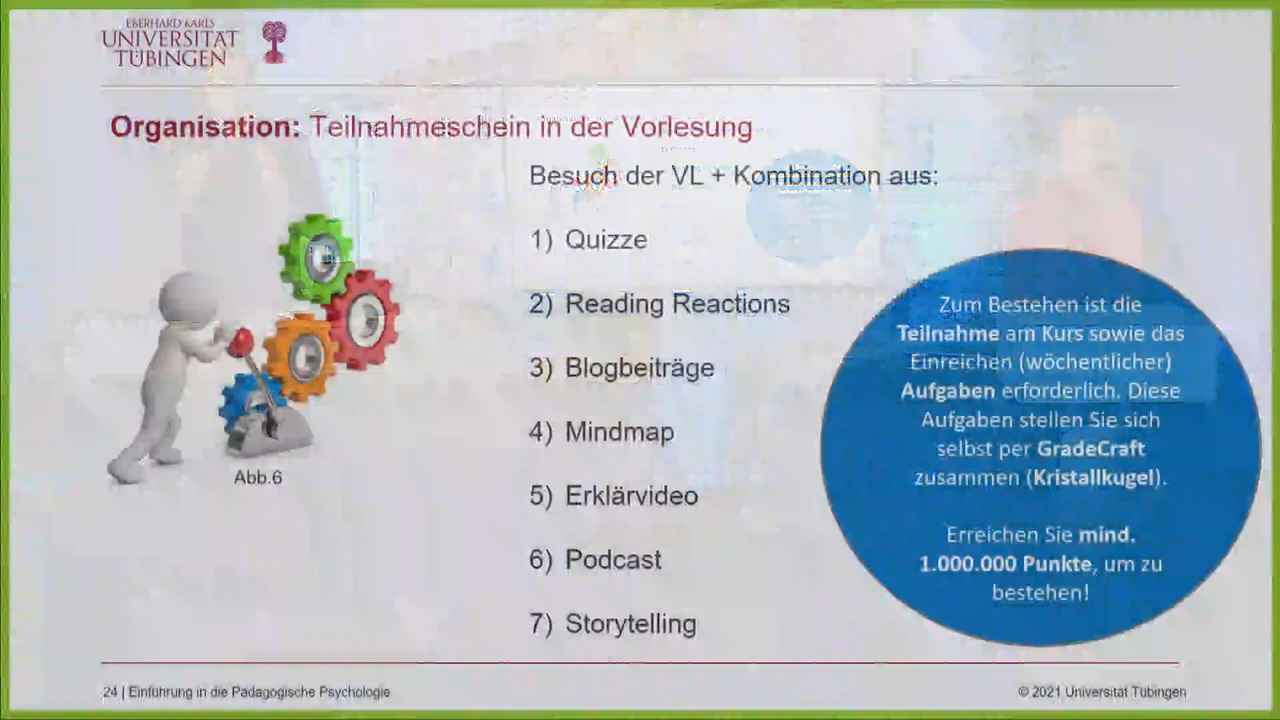 EBERHARD KARLS
UNIVERSITÄT
TÜBINGEN
Organisation: Teilnahmeschein in der Vorlesung
Besuch der VL + Kombination aus:
1) Quizze
2) Reading Reactions
3) Blogbeiträge
4) Mindmap
5) Erklärvideo
6) Podcast
7) Storytelling
Abb.6
Zum Bestehen ist die
Teilnahme am Kurs sowie das
Einreichen (wöchentlicher)
Aufgaben erforderlich. Diese
Aufgaben stellen Sie sich
selbst per GradeCraft
zusammen (Kristallkugel).
Erreichen Sie mind.
1.000.000 Punkte, um zu
bestehen!
24 | Einführung in die Pädagogische Psychologie
© 2021 Universität Tübingen